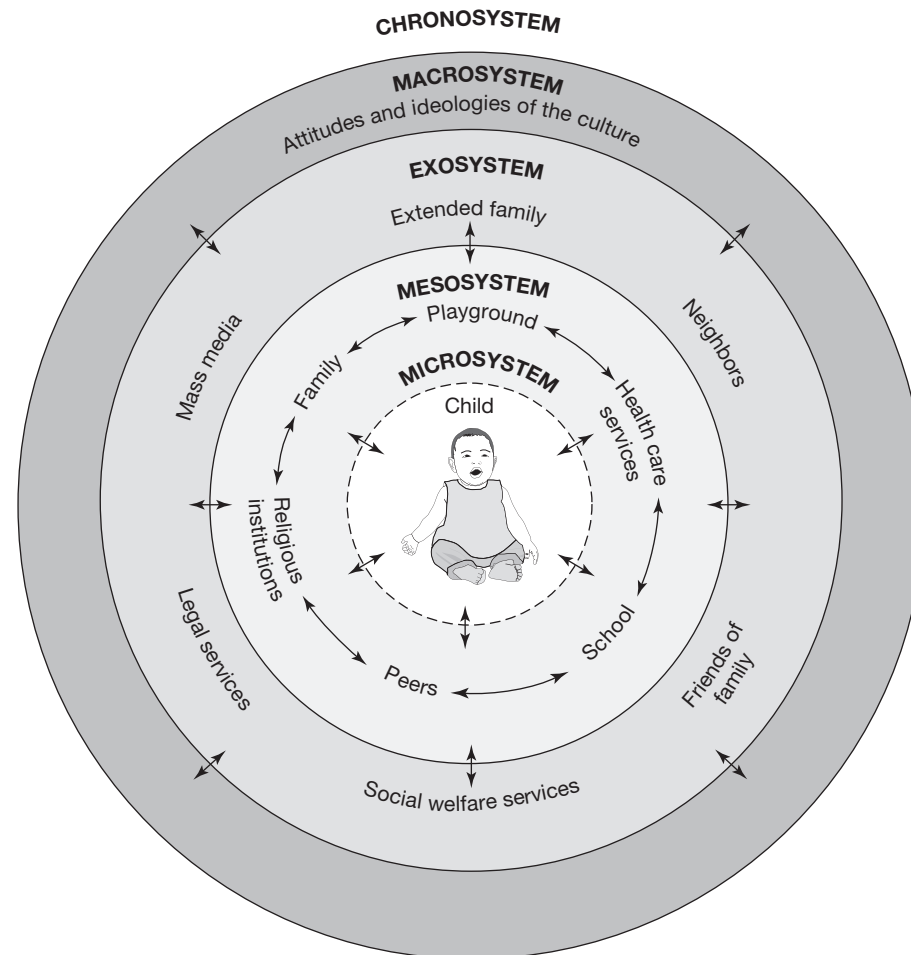 CHRONOSYSTEM
MACROSYSTEM
Attitudes and ideologies of the culture
EXOSYSTEM
Extended family
MESOSYSTEM
Playground
MICROSYSTEM
Child
Family
Health care
services
Mass media
Neighbors
Religious
institutions
School
Peers
Legal services
Friends of
family
Social welfare services